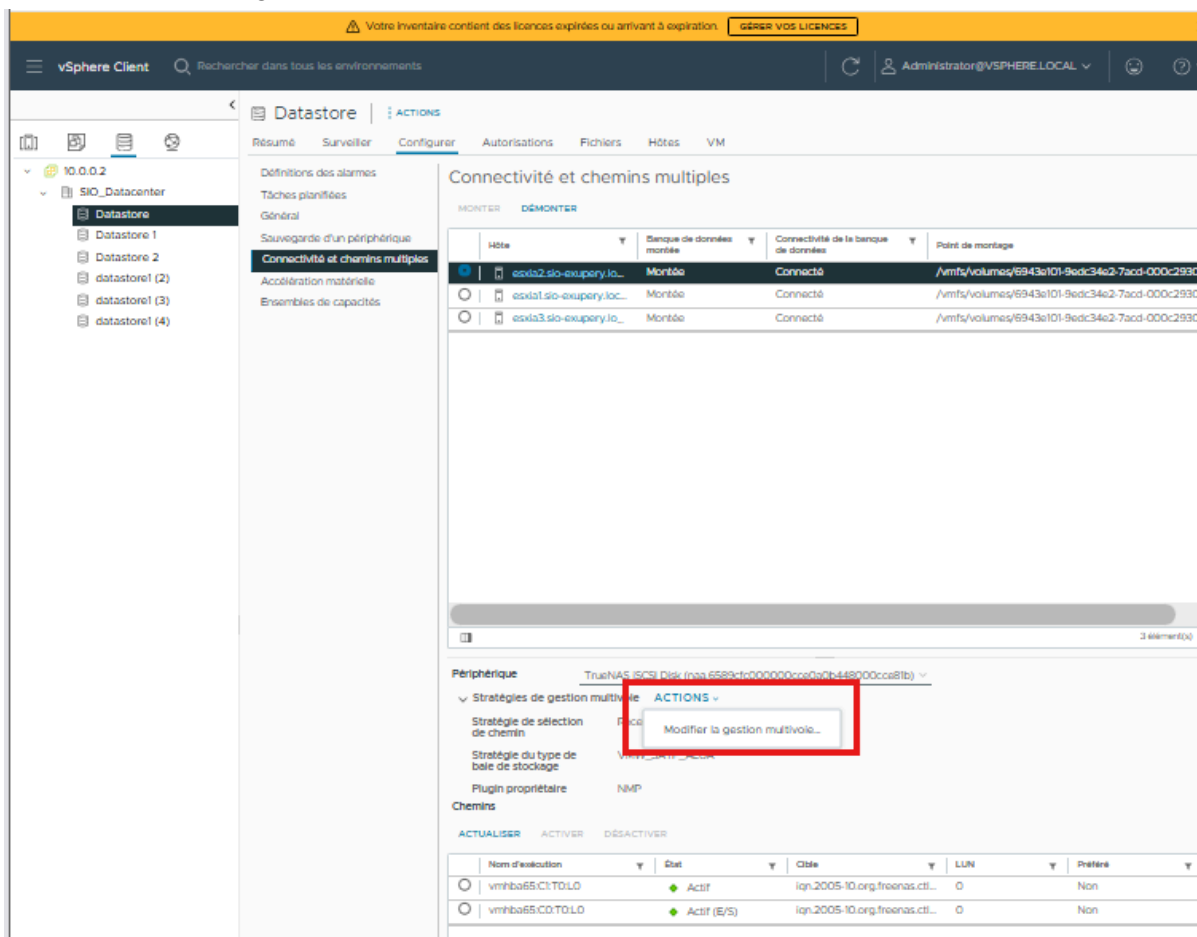 Votre inventaire contient des licences expirées ou arrivant à expiration. GÉRER VOS LICENCES
vSphere Client Rechercher dans tous les environnements Administrator@VSPHERE.LOCAL
Datastore ACTIONS
Résumé Surveiller Configurer Autorisations Fichiers Hôtes VM
10.0.0.2
SIO_Datacenter
Datastore
Datastore 1
Datastore 2
datastore1 (2)
datastore1 (3)
datastore1 (4)
Définitions des alarmes
Tâches planifiées
Général
Sauvegarde d'un périphérique
Connectivité et chemins multiples
Accélération matérielle
Ensembles de capacités
Connectivité et chemins multiples
MONTER DÉMONTER
Hôte Banque de données montée Connectivité de la banque de données Point de montage
esxia2.sio-exupery.lo... Montée Connecté /vmfs/volumes/6943e101-9edc34e2-7acd-000c2930
esxia1.sio-exupery.loc... Montée Connecté /vmfs/volumes/6943e101-9edc34e2-7acd-000c2930
esxia3.sio-exupery.lo... Montée Connecté /vmfs/volumes/6943e101-9edc34e2-7acd-000c2930
3 élément(s)
Périphérique TrueNAS iSCSI Disk (naa.6589cfc000000cce0a0b448000cca81b)
Stratégies de gestion multivoie ACTIONS
Modifier la gestion multivoie...
Stratégie de sélection de chemin
Stratégie du type de baie de stockage
Plugin propriétaire NMP
Chemins
ACTUALISER ACTIVER DÉSACTIVER
Nom d'exécution État Cible LUN Préféré
vmhba65:C1:T0:L0 Actif iqn.2005-10.org.freenas.ctl... 0 Non
vmhba65:C0:T0:L0 Actif (E/S) iqn.2005-10.org.freenas.ctl... 0 Non